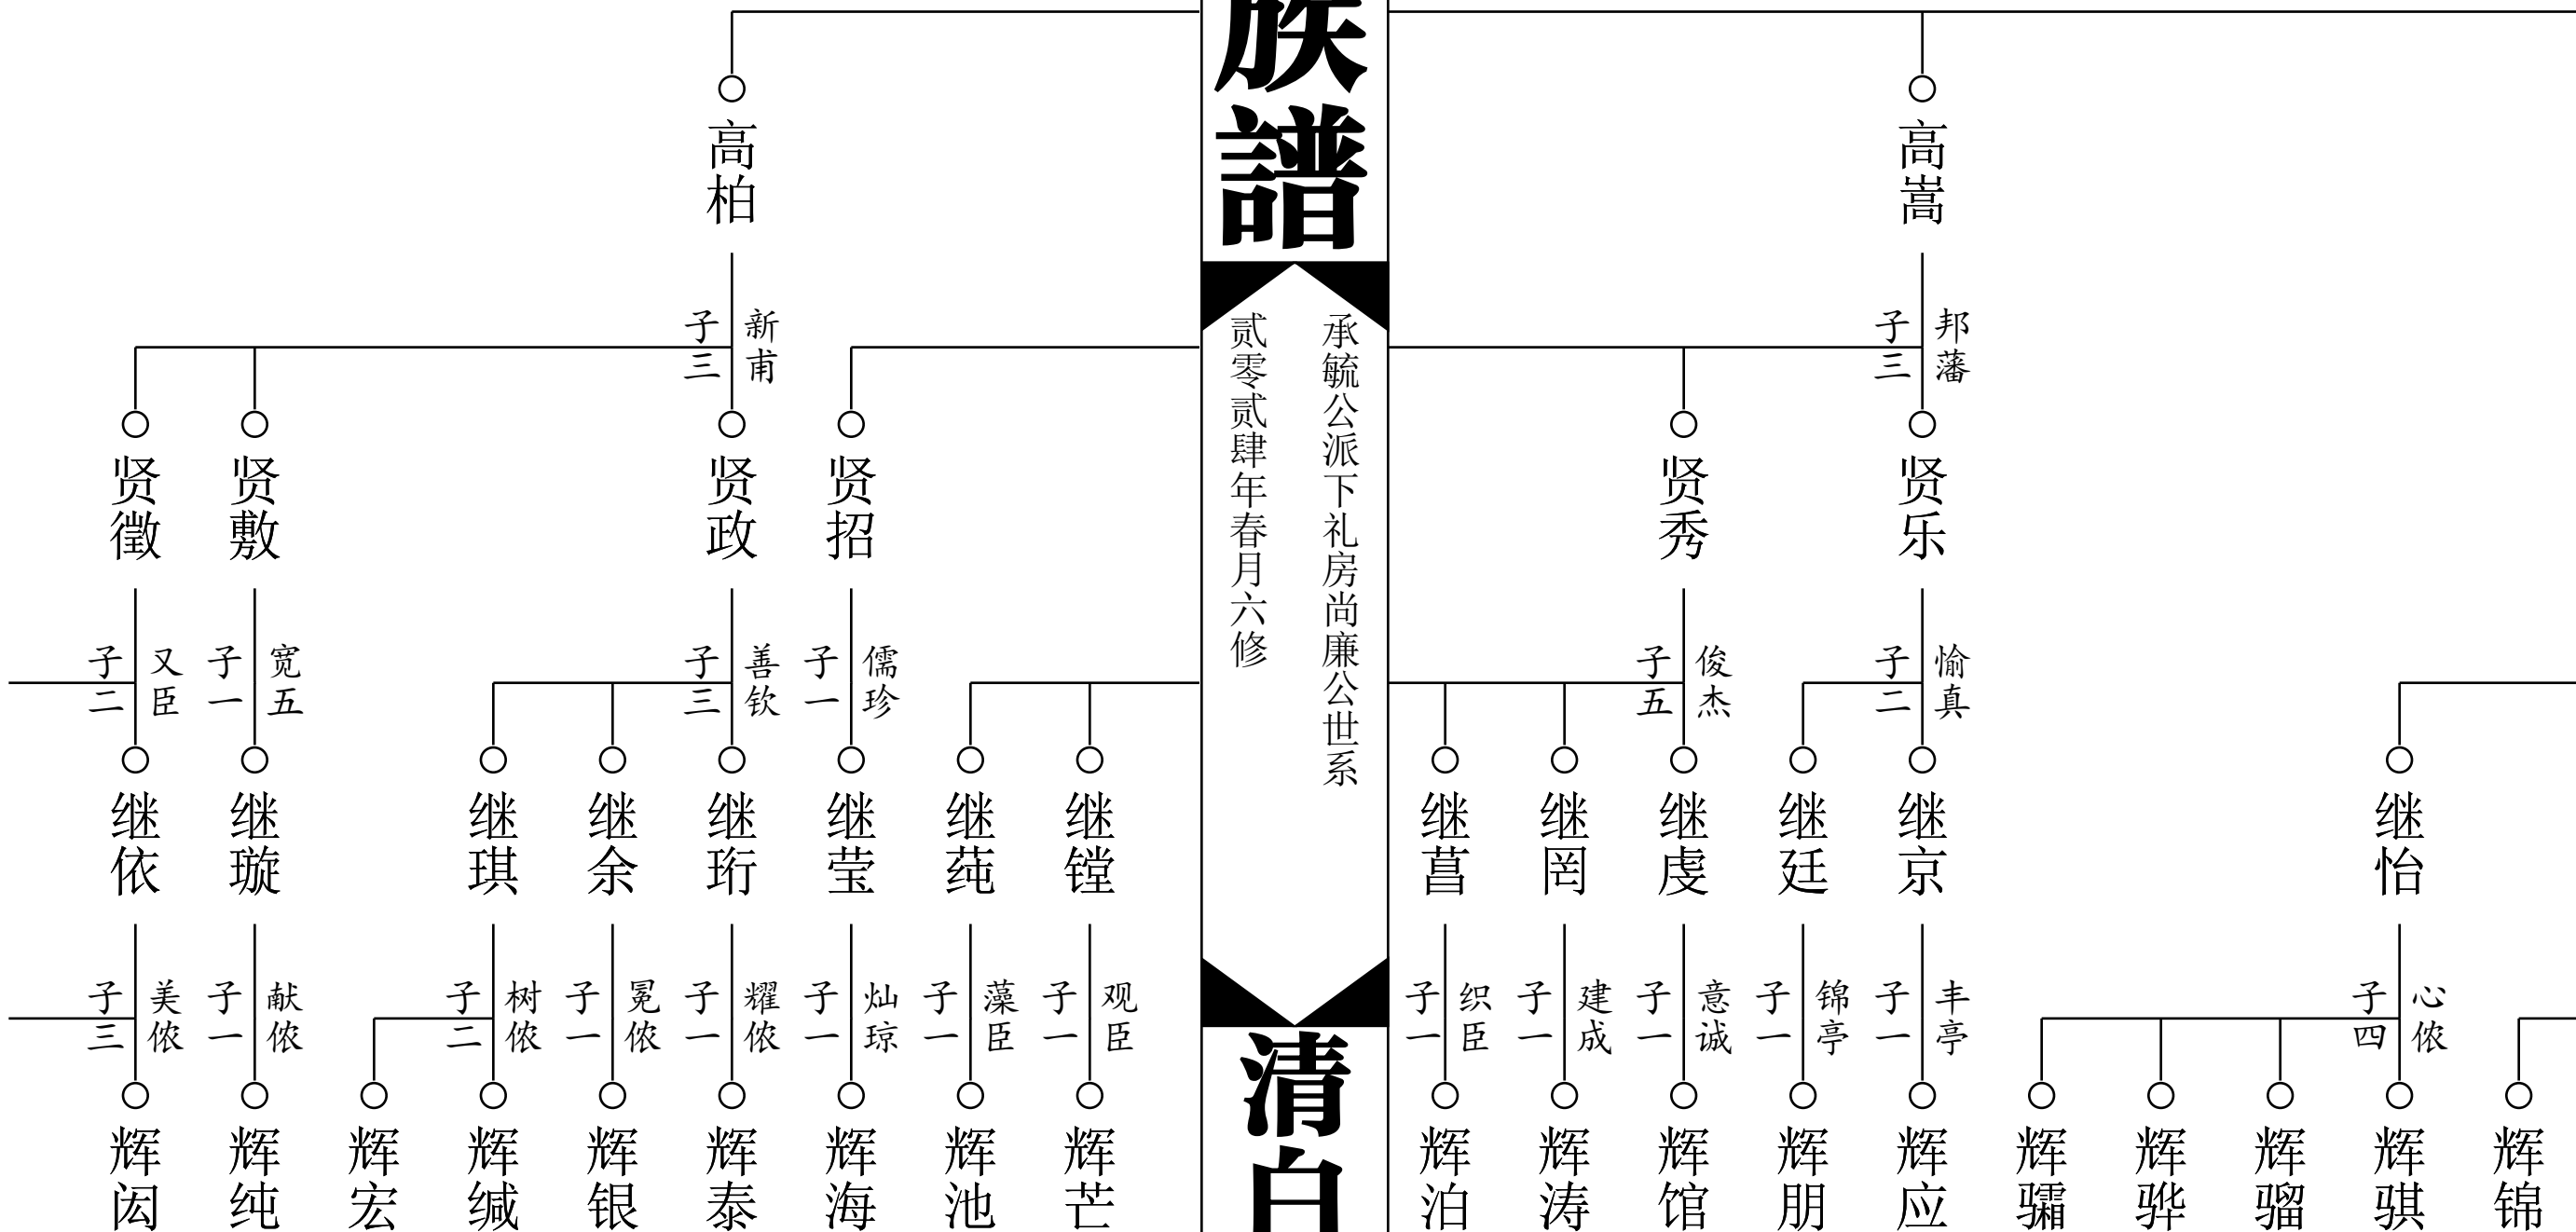 高嵩
高柏
族譜
承毓公派下礼房尚廉公世系
贰零贰肆年春月六修
清白
邦藩
子三
新甫
子三
贤乐
贤秀
贤招
贤政
贤敷
贤徵
愉真
子二
俊杰
子五
儒珍
子一
善钦
子三
宽五
子一
又臣
子二
继怡
继京
继廷
继虔
继罔
继菖
继镗
继莼
继莹
继珩
继余
继琪
继璇
继依
心侬
子四
丰亭
子一
锦亭
子一
意诚
子一
建成
子一
织臣
子一
观臣
子一
藻臣
子一
灿琼
子一
耀侬
子一
冕侬
子一
树侬
子二
献侬
子一
美侬
子三
辉锦
辉骐
辉骝
辉骅
辉骦
辉应
辉朋
辉馆
辉涛
辉泊
辉芒
辉池
辉海
辉泰
辉银
辉缄
辉宏
辉纯
辉闳